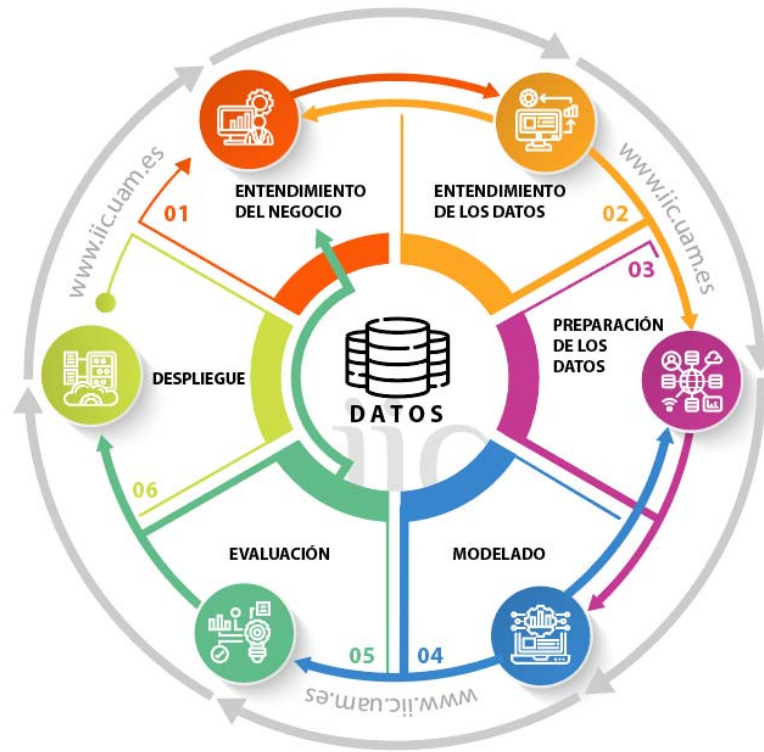 www.iic.uam.es
www.iic.uam.es
01
ENTENDIMIENTO
DEL NEGOCIO
ENTENDIMIENTO
DE LOS DATOS
02
03
PREPARACIÓN
DE LOS
DATOS
DESPLIEGUE
DATOS
iic
06
EVALUACIÓN
MODELADO
05
04
www.iic.uam.es